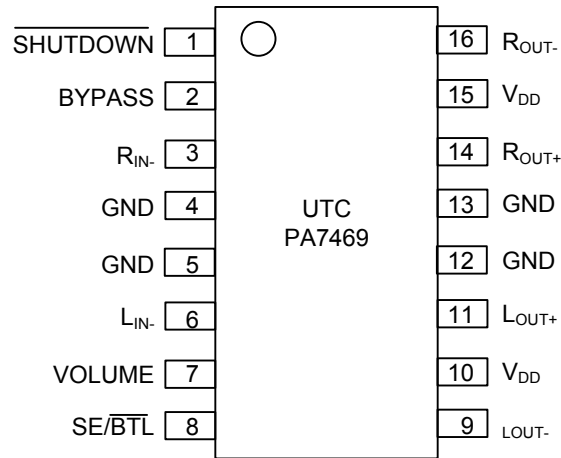 SHUTDOWN 1 16 ROUT-
BYPASS 2 15 VDD
RIN- 3 14 ROUT+
GND 4 13 GND
UTC
PA7469
GND 5 12 GND
LIN- 6 11 LOUT+
VOLUME 7 10 VDD
SE/BTL 8 9 LOUT-